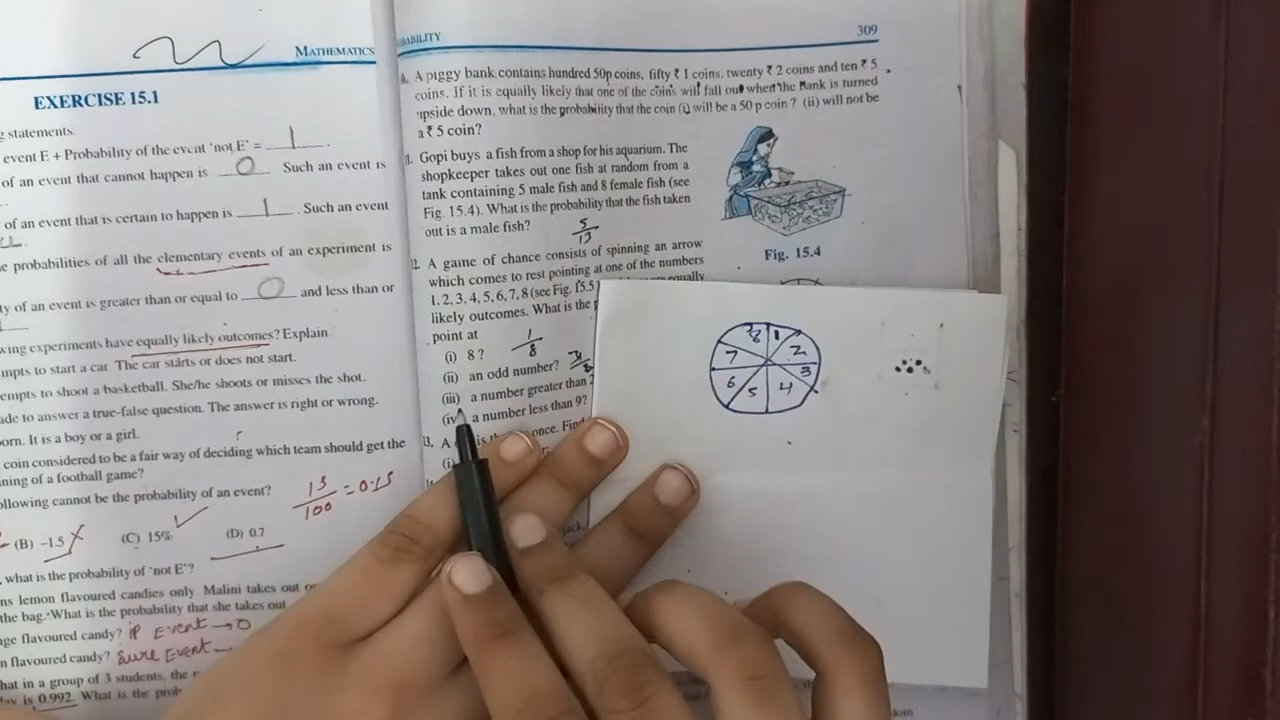 MATHEMATICS
EXERCISE 15.1
statements
event E + Probability of the event 'not E' = 1 .
of an event that cannot happen is 0 . Such an event is
of an event that is certain to happen is 1 . Such an event
probabilities of all the elementary events of an experiment is
of an event is greater than or equal to 0 and less than or
experiments have equally likely outcomes? Explain.
to start a car. The car starts or does not start.
to shoot a basketball. She/he shoots or misses the shot.
made to answer a true-false question. The answer is right or wrong.
It is a boy or a girl.
coin considered to be a fair way of deciding which team should get the
of a football game?
cannot be the probability of an event?
15/100 = 0.15
(B) –1.5 (C) 15% (D) 0.7
what is the probability of 'not E'?
lemon flavoured candies only. Malini takes out
the bag. What is the probability that she takes out
flavoured candy? Event → 0
flavoured candy? Sure Event
in a group of 3 students, the
is 0.992. What is the
309
A piggy bank contains hundred 50p coins, fifty ₹ 1 coins, twenty ₹ 2 coins and ten ₹ 5
coins. If it is equally likely that one of the coins will fall out when the bank is turned
upside down, what is the probability that the coin (i) will be a 50 p coin ? (ii) will not be
a ₹ 5 coin?
Gopi buys a fish from a shop for his aquarium. The
shopkeeper takes out one fish at random from a
tank containing 5 male fish and 8 female fish (see
Fig. 15.4). What is the probability that the fish taken
out is a male fish? 5/13
Fig. 15.4
A game of chance consists of spinning an arrow
which comes to rest pointing at one of the numbers
1, 2, 3, 4, 5, 6, 7, 8 (see Fig. 15.5 equally
likely outcomes. What is the
point at
(i) 8 ? 1/8
(ii) an odd number?
(iii) a number greater than
(iv) a number less than 9?
13. A is once. Find
(i)
jack,
8 1
7 2
6 3
5 4